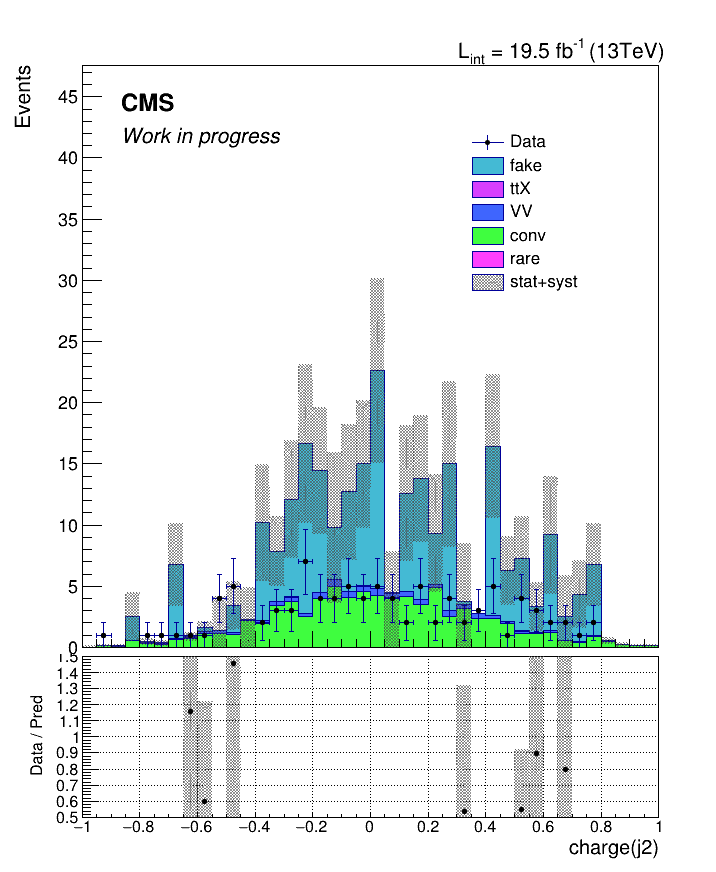 L_int = 19.5 fb⁻¹ (13TeV)
Events
CMS
Work in progress
Data
fake
ttX
VV
conv
rare
stat+syst
45
40
35
30
25
20
15
10
5
0
Data / Pred
1.5
1.4
1.3
1.2
1.1
1
0.9
0.8
0.7
0.6
0.5
−1 −0.8 −0.6 −0.4 −0.2 0 0.2 0.4 0.6 0.8 1
charge(j2)